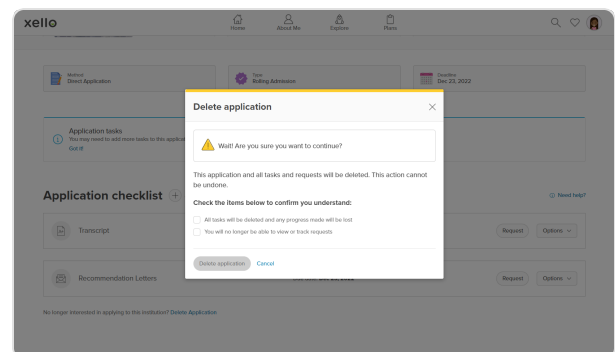 xello
Home
About Me
Explore
Plans
Method
Direct Application
Type
Rolling Admission
Deadline
Dec 23, 2022
Delete application
Application tasks
You may need to add more tasks to this applicat
Got it!
Wait! Are you sure you want to continue?
This application and all tasks and requests will be deleted. This action cannot
be undone.
Check the items below to confirm you understand:
All tasks will be deleted and any progress made will be lost
You will no longer be able to view or track requests
Delete application Cancel
Application checklist
Need help?
Transcript
Request
Options
Recommendation Letters
Request
Options
No longer interested in applying to this institution? Delete Application